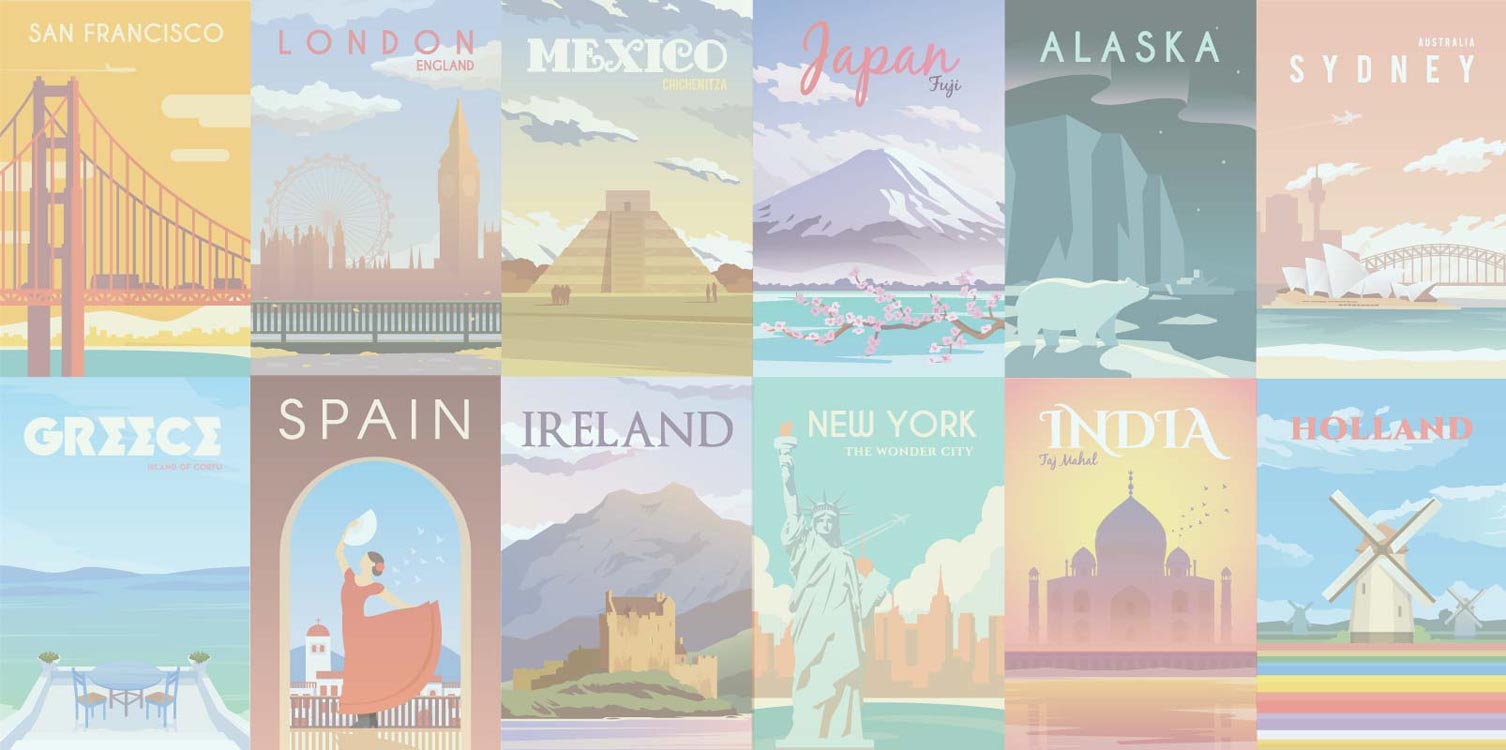 SAN FRANCISCO
LONDON
ENGLAND
MEXICO
CHICHENITZA
Japan
Fuji
ALASKA
AUSTRALIA
SYDNEY
GREECE
ISLAND OF CORFU
SPAIN
IRELAND
NEW YORK
THE WONDER CITY
INDIA
Taj Mahal
HOLLAND